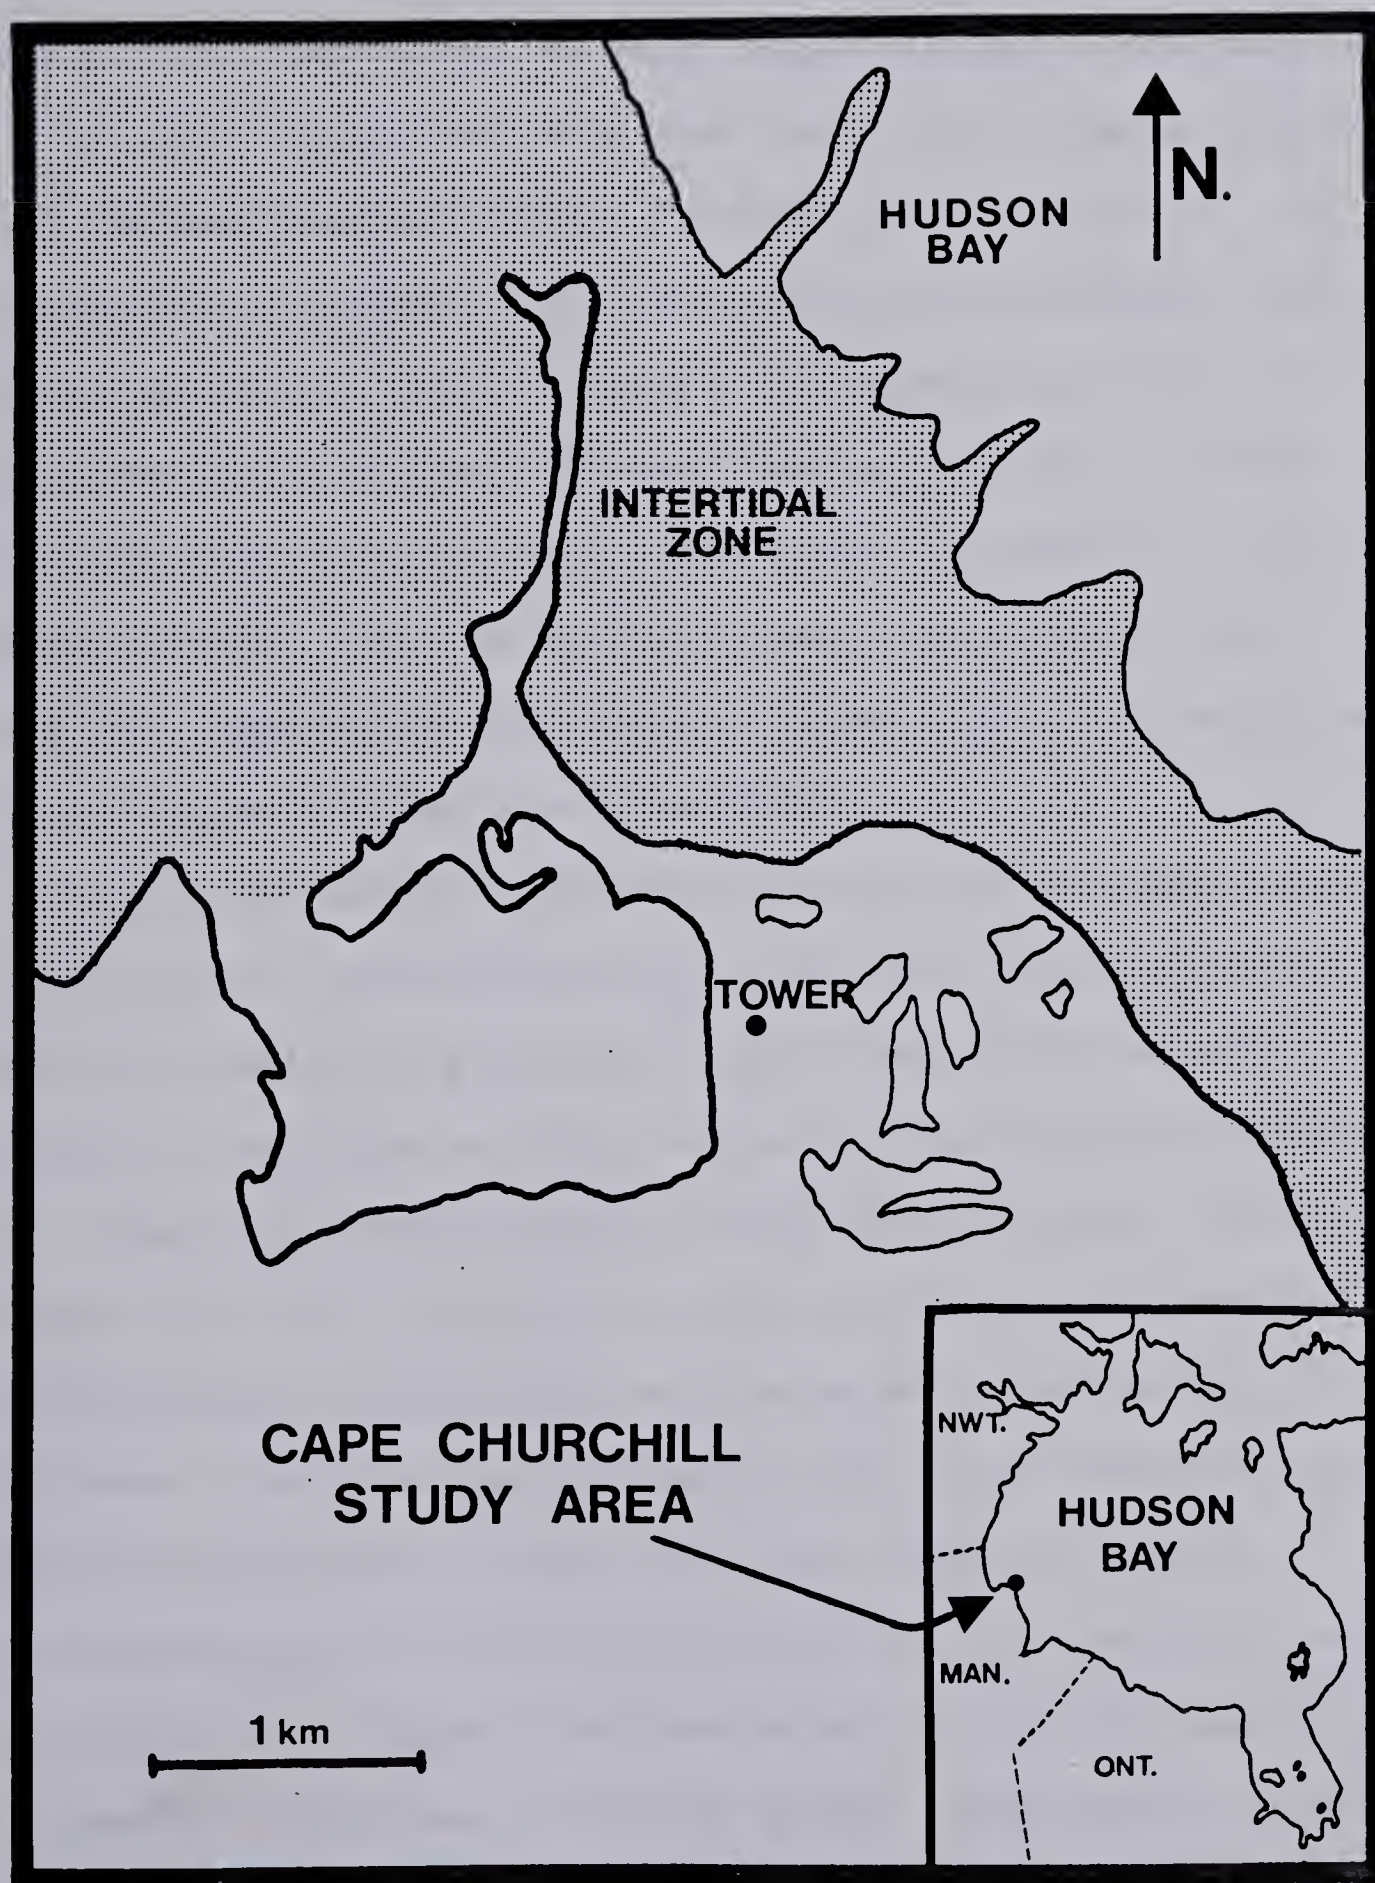 N.
HUDSON
BAY
INTERTIDAL
ZONE
TOWER
CAPE CHURCHILL
STUDY AREA
1 km
NWT.
HUDSON
BAY
MAN.
ONT.